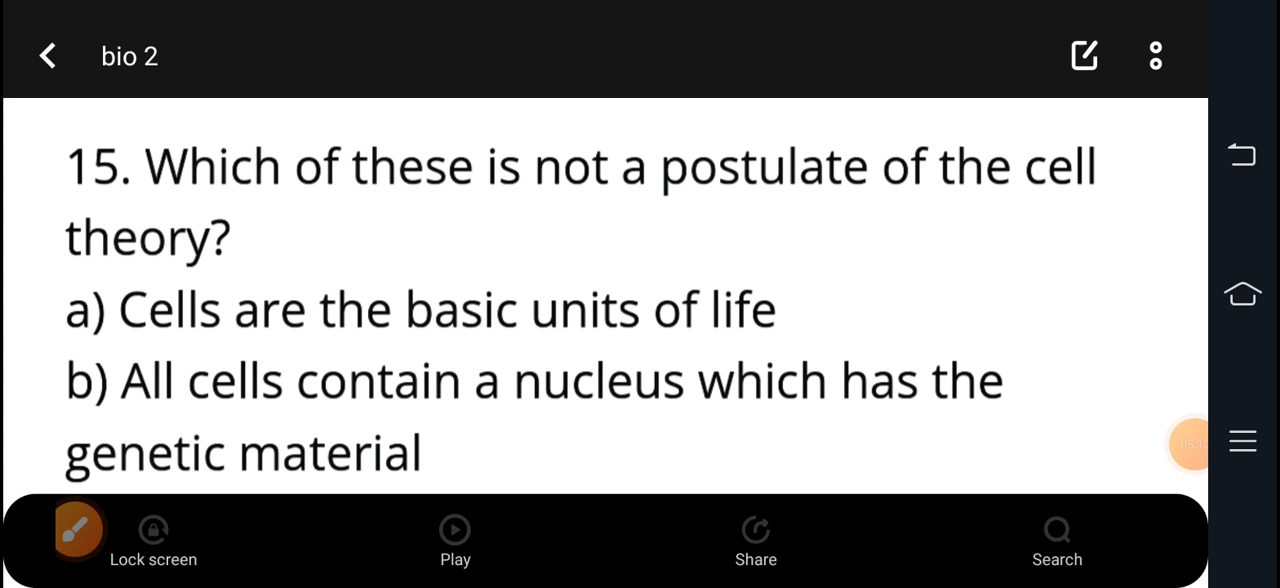 bio 2
15. Which of these is not a postulate of the cell
theory?
a) Cells are the basic units of life
b) All cells contain a nucleus which has the
genetic material
Lock screen
Play
Share
Search